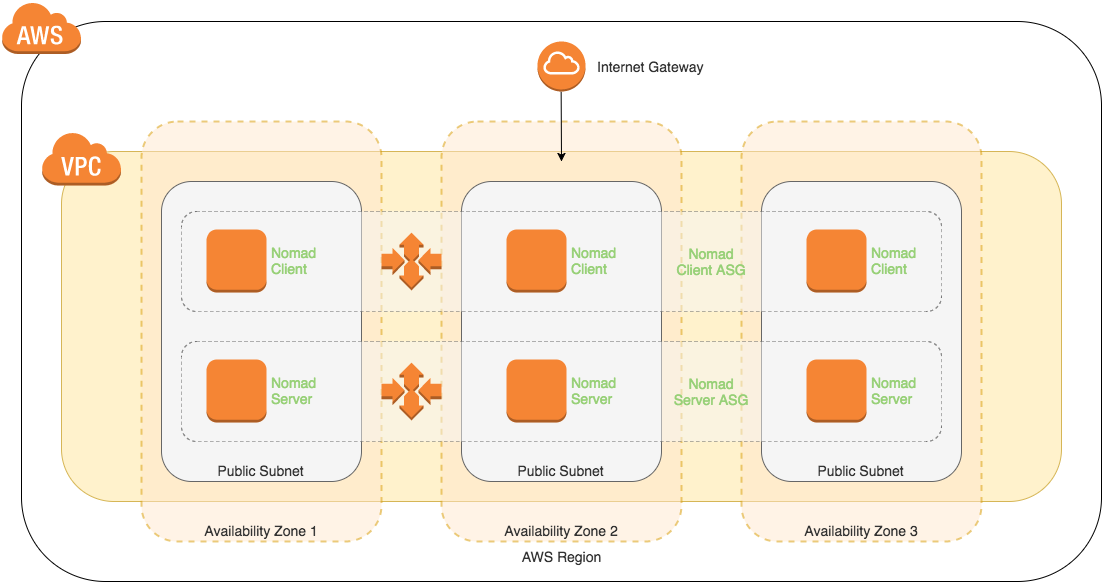 AWS
Internet Gateway
VPC
Nomad
Client
Nomad
Client
Nomad
Client ASG
Nomad
Client
Nomad
Server
Nomad
Server
Nomad
Server ASG
Nomad
Server
Public Subnet
Public Subnet
Public Subnet
Availability Zone 1
Availability Zone 2
Availability Zone 3
AWS Region